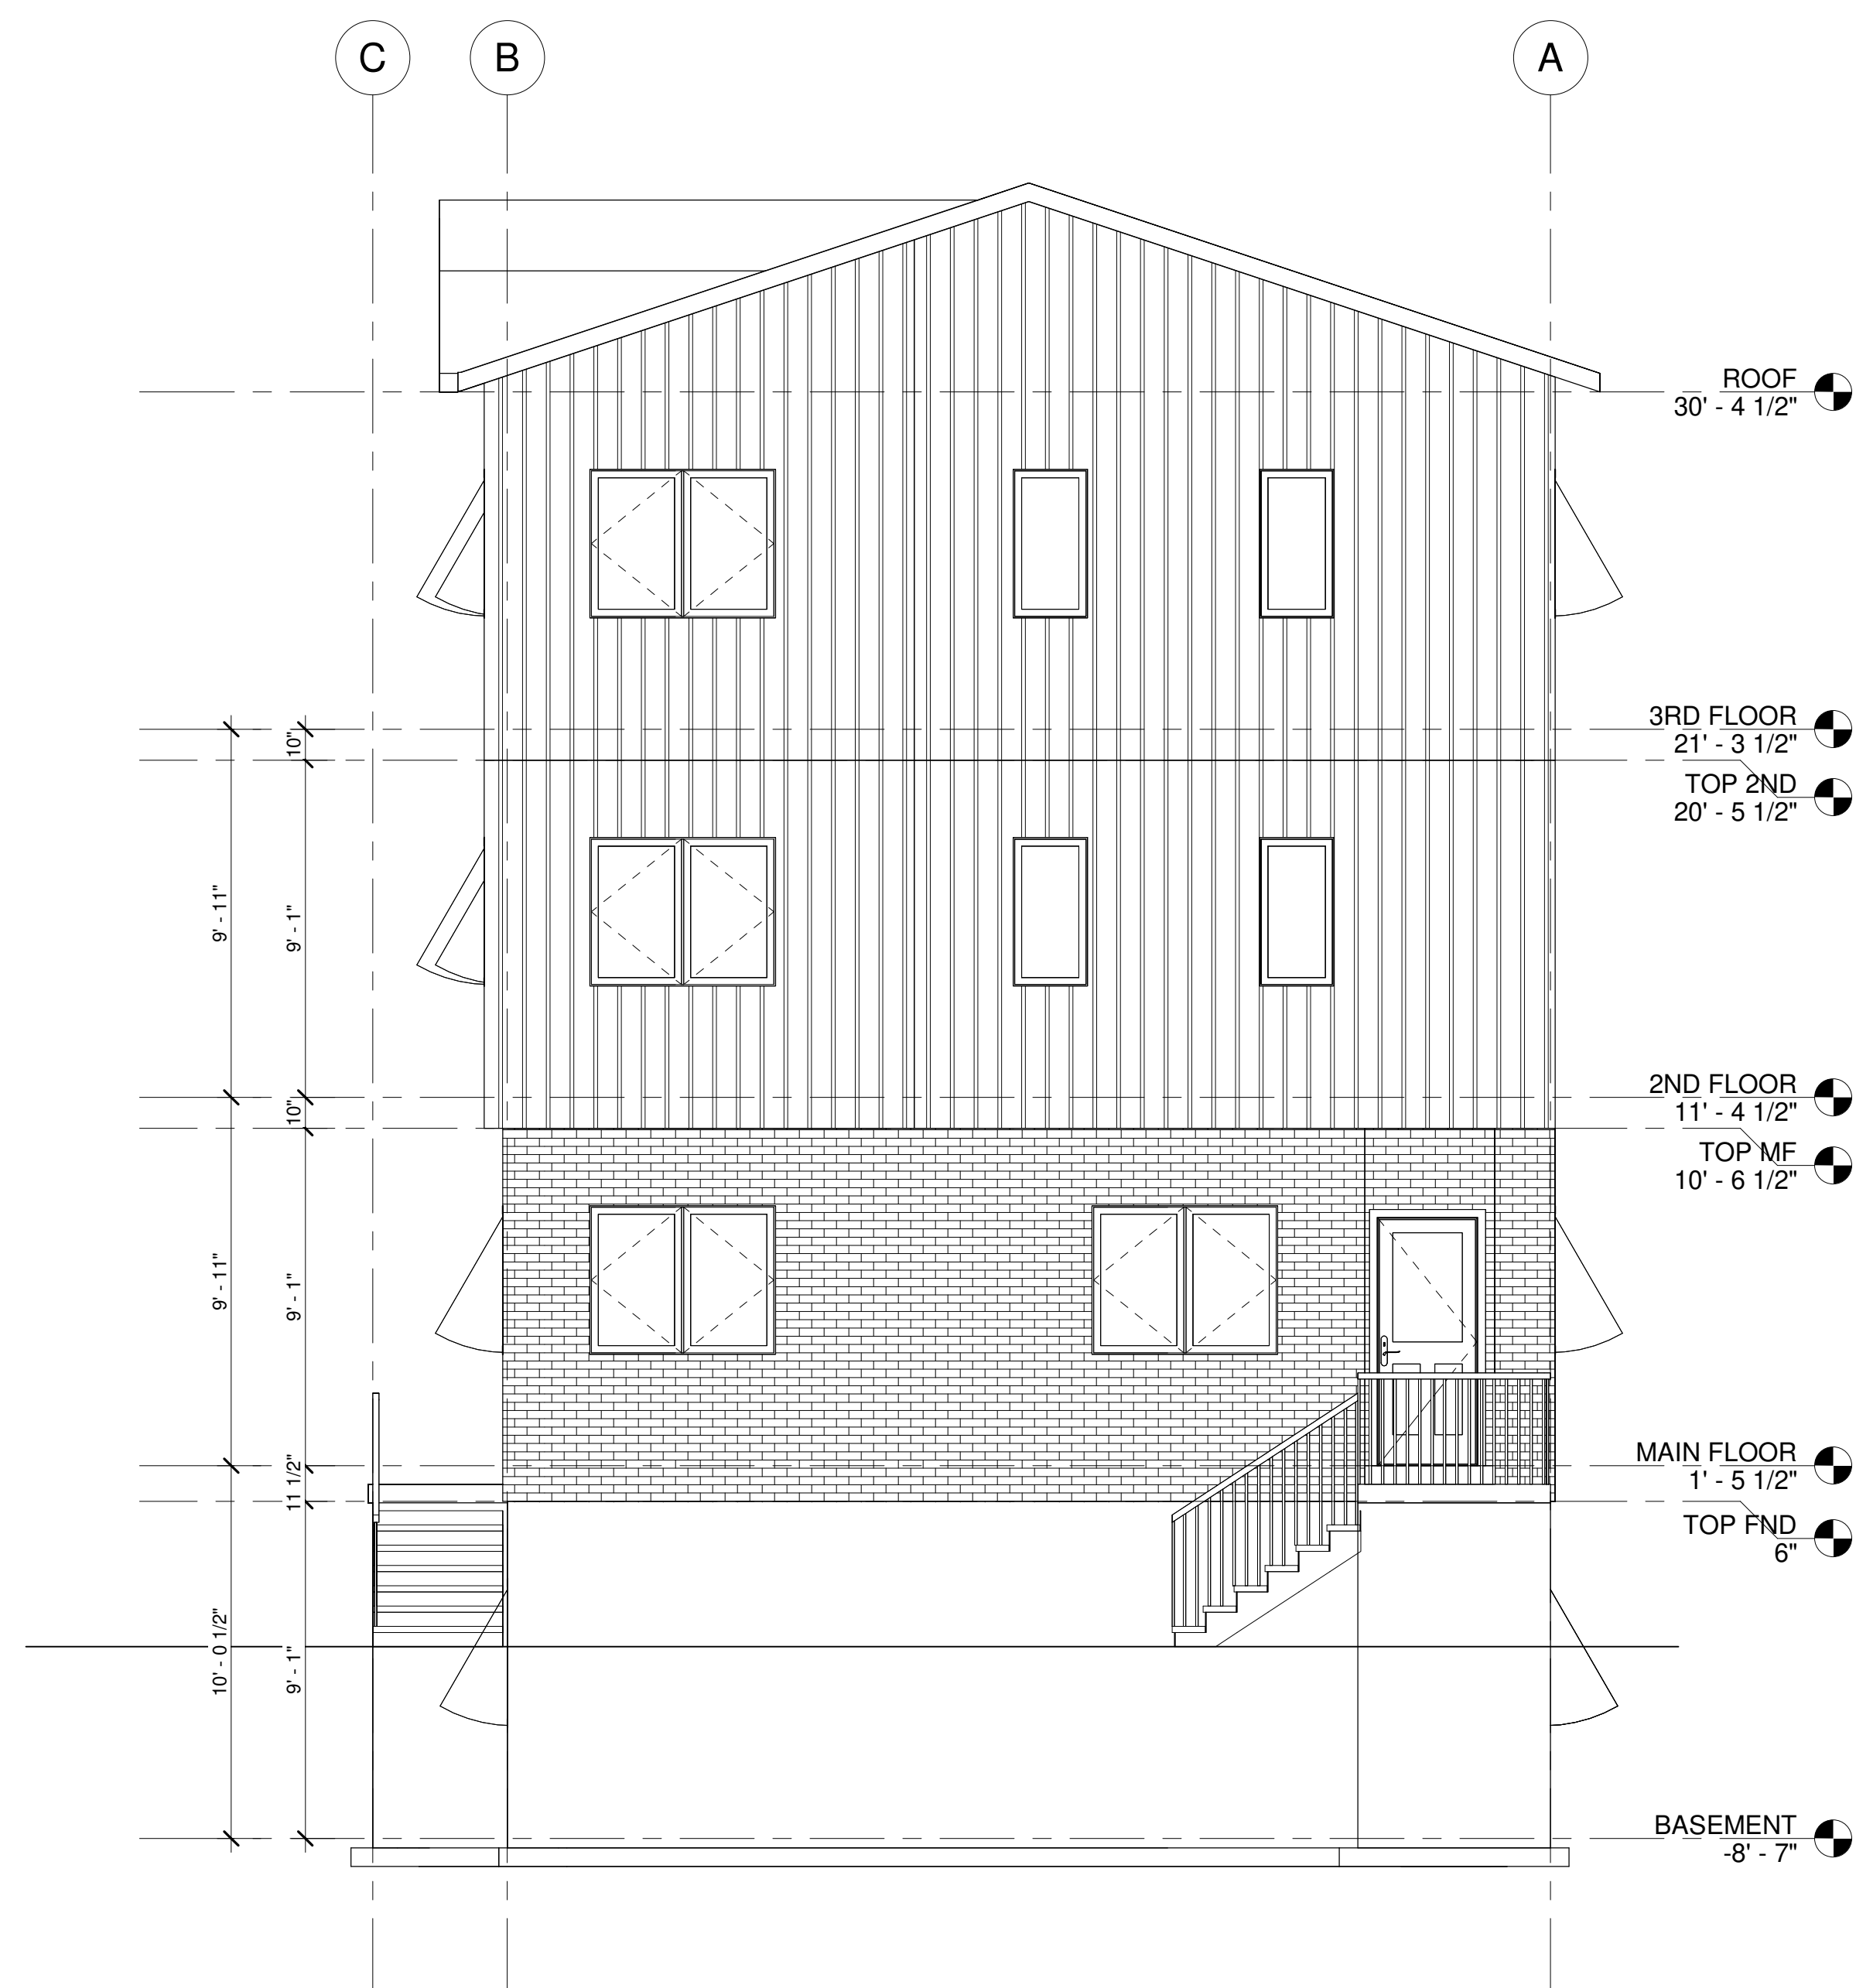 C
B
A
ROOF
30' - 4 1/2"
3RD FLOOR
21' - 3 1/2"
10"
TOP 2ND
20' - 5 1/2"
9' - 11"
9' - 1"
2ND FLOOR
11' - 4 1/2"
10"
TOP MF
10' - 6 1/2"
9' - 11"
9' - 1"
MAIN FLOOR
1' - 5 1/2"
11 1/2"
TOP FND
6"
10' - 0 1/2"
9' - 1"
BASEMENT
-8' - 7"